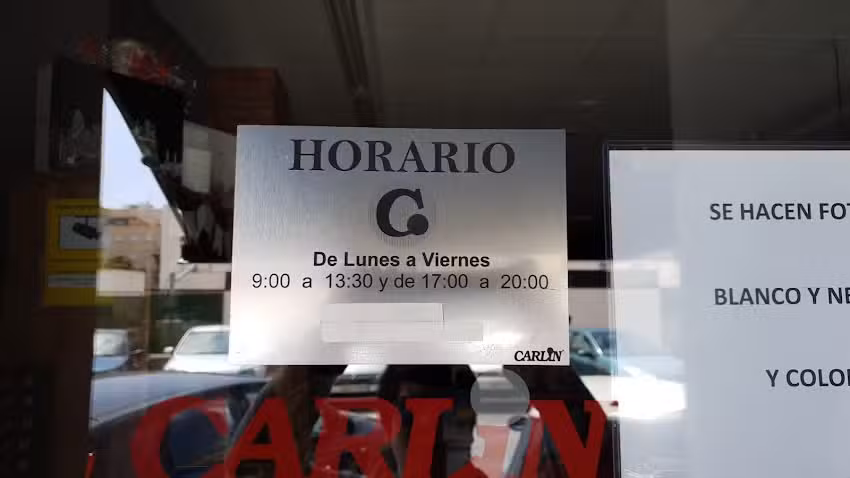 HORARIO
C
De Lunes a Viernes
9:00 a 13:30 y de 17:00 a 20:00
CARLIN
CARLIN
SE HACEN FOT
BLANCO Y NE
Y COLO